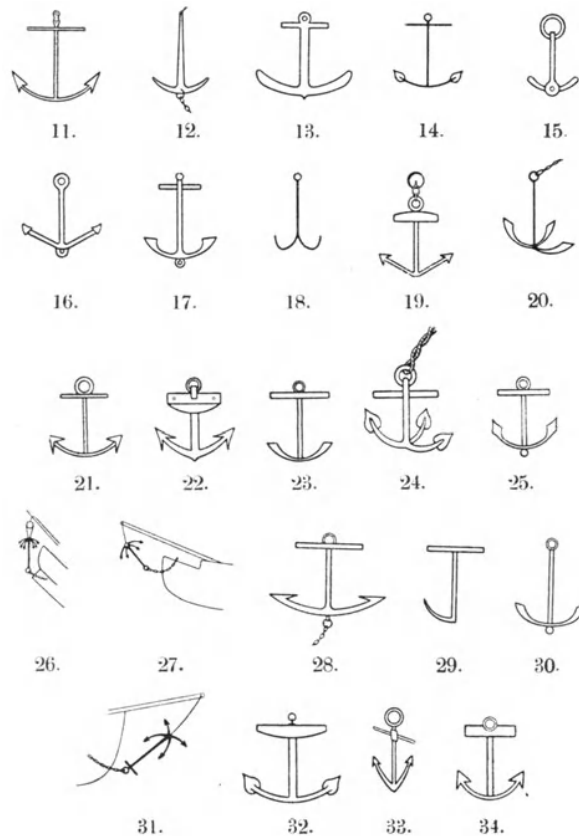 11. 12. 13. 14. 15.
16. 17. 18. 19. 20.
21. 22. 23. 24. 25.
26. 27. 28. 29. 30.
31. 32. 33. 34.